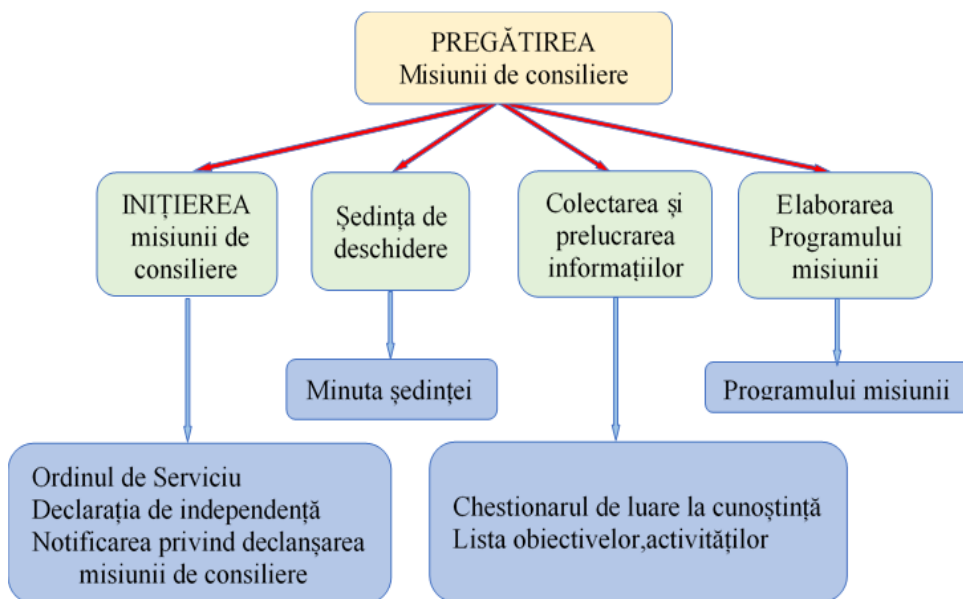 PREGĂTIREA
Misiunii de consiliere
INIȚIEREA
misiunii de
consiliere
Ședința de
deschidere
Colectarea și
prelucrarea
informațiilor
Elaborarea
Programului
misiunii
Minuta ședinței
Programului misiunii
Ordinul de Serviciu
Declarația de independență
Notificarea privind declanșarea
misiunii de consiliere
Chestionarul de luare la cunoștință
Lista obiectivelor,activităților